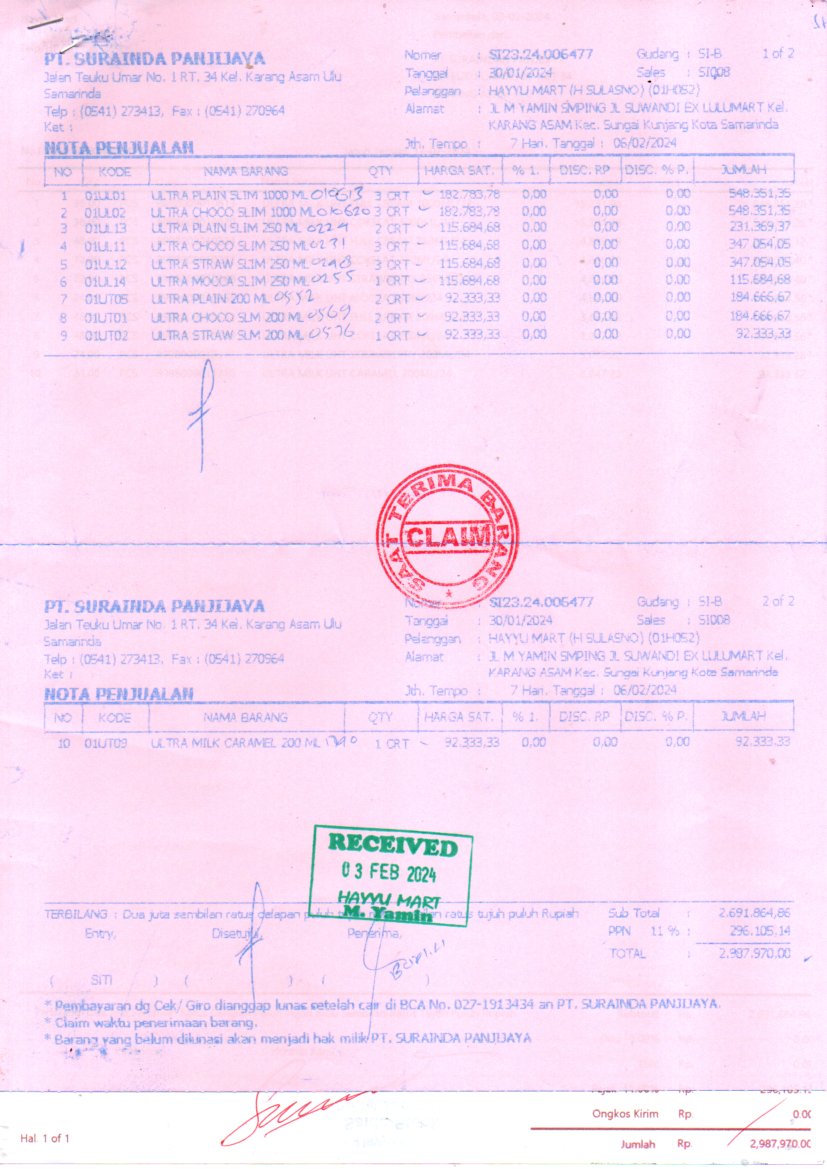 PT. SURAINDA PANJIJAYA
Jalan Teuku Umar No. 1 RT. 34 Kel. Karang Asam Ulu
Samarinda
Telp : (0541) 273413, Fax : (0541) 270964
Ket :
Nomer : SI23.24.006477 Gudang : SI-B 1 of 2
Tanggal : 30/01/2024 Sales : SI008
Pelanggan : HAYYU MART (H SULASNO) (01H052)
Alamat : JL M YAMIN SMPING JL SUWANDI EX LULUMART Kel.
KARANG ASAM Kec. Sungai Kunjang Kota Samarinda
Jth. Tempo : 7 Hari. Tanggal : 06/02/2024
NOTA PENJUALAN
NO KODE NAMA BARANG QTY HARGA SAT. % 1. DISC. RP DISC. % P. JUMLAH
1 01UL01 ULTRA PLAIN SLIM 1000 ML 010613 3 CRT 182.783,78 0,00 0.00 0.00 548.351,35
2 01UL02 ULTRA CHOCO SLIM 1000 ML 010620 3 CRT 182.783,78 0,00 0.00 0.00 548.351,35
3 01UL13 ULTRA PLAIN SLIM 250 ML 0224 2 CRT 115.684,68 0,00 0.00 0.00 231.369,37
4 01UL11 ULTRA CHOCO SLIM 250 ML 0231 3 CRT 115.684,68 0,00 0.00 0.00 347.054,05
5 01UL12 ULTRA STRAW SLIM 250 ML 0248 3 CRT 115.684,68 0,00 0.00 0.00 347.054,05
6 01UL14 ULTRA MOCCA SLIM 250 ML 0255 1 CRT 115.684,68 0,00 0.00 0.00 115.684,68
7 01UT05 ULTRA PLAIN 200 ML 0552 2 CRT 92.333,33 0,00 0.00 0.00 184.666,67
8 01UT01 ULTRA CHOCO SLM 200 ML 0569 2 CRT 92.333,33 0,00 0.00 0.00 184.666,67
9 01UT02 ULTRA STRAW SLM 200 ML 0576 1 CRT 92.333,33 0,00 0.00 0.00 92.333,33
SAAT TERIMA BARANG
CLAIM
PT. SURAINDA PANJIJAYA
Jalan Teuku Umar No. 1 RT. 34 Kel. Karang Asam Ulu
Samarinda
Telp : (0541) 273413, Fax : (0541) 270964
Ket :
Nomer : SI23.24.006477 Gudang : SI-B 2 of 2
Tanggal : 30/01/2024 Sales : SI008
Pelanggan : HAYYU MART (H SULASNO) (01H052)
Alamat : JL M YAMIN SMPING JL SUWANDI EX LULUMART Kel.
KARANG ASAM Kec. Sungai Kunjang Kota Samarinda
Jth. Tempo : 7 Hari. Tanggal : 06/02/2024
NOTA PENJUALAN
NO KODE NAMA BARANG QTY HARGA SAT. % 1. DISC. RP DISC. % P. JUMLAH
10 01UT09 ULTRA MILK CARAMEL 200 ML 1 CRT 92.333,33 0,00 0.00 0,00 92.333,33
RECEIVED
03 FEB 2024
HAYYU MART
M. Yamin
TERBILANG : Dua juta sembilan ratus delapan puluh ratus tujuh puluh Rupiah
Sub Total : 2.691.864,86
PPN 11 % : 296.105,14
TOTAL : 2.987.970.00
Entry, Disetujui, Penerima,
( SITI ) ( ) ( )
* Pembayaran dg Cek/ Giro dianggap lunas setelah cair di BCA No. 027-1913434 an PT. SURAINDA PANJIJAYA.
* Claim waktu penerimaan barang.
* Barang yang belum dilunasi akan menjadi hak milik PT. SURAINDA PANJIJAYA
Ongkos Kirim Rp. 0.00
Hal. 1 of 1
Jumlah Rp. 2,987,970.00